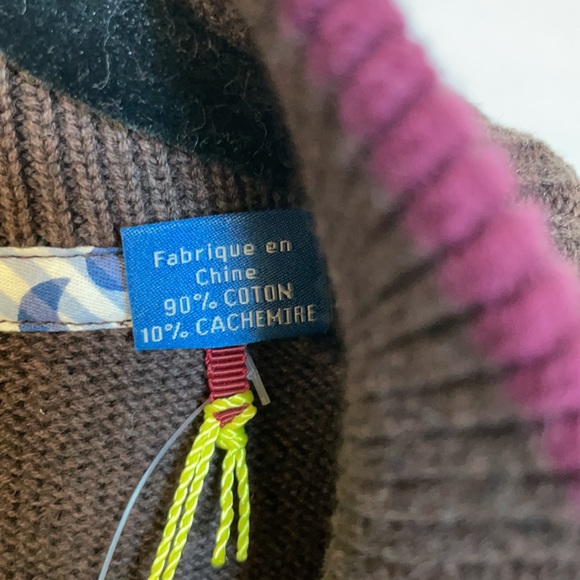 Fabrique en
Chine
90% COTON
10% CACHEMIRE